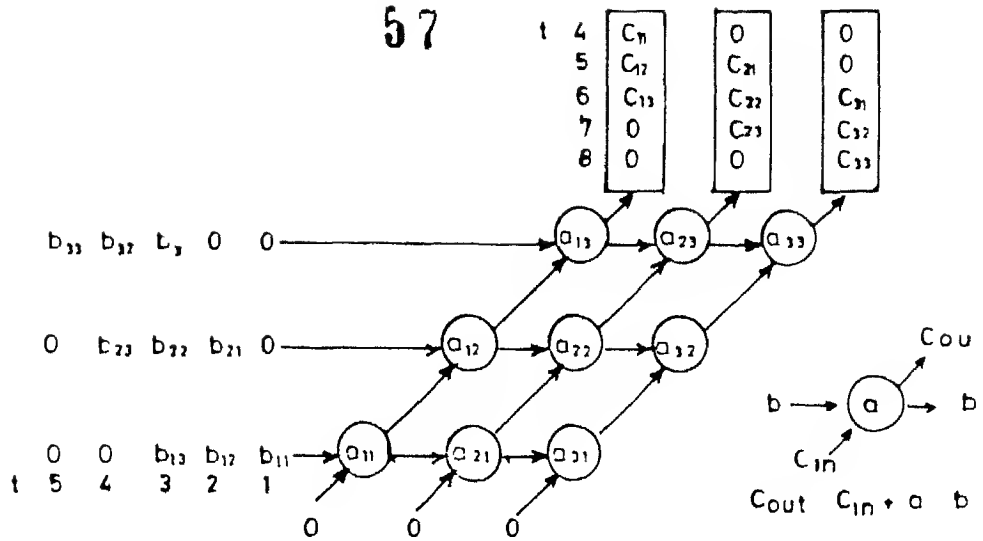 57
t 4 C₁₁ 0 0
5 C₁₂ C₂₁ 0
6 C₁₃ C₂₂ C₃₁
7 0 C₂₃ C₃₂
8 0 0 C₃₃
b₃₃ b₃₂ 0 0 a₁₃ a₂₃ a₃₃
0 b₂₃ b₂₂ b₂₁ 0 a₁₂ a₂₂ a₃₂
Cou
b a b
Cin
0 0 b₁₃ b₁₂ b₁₁ a₁₁ a₂₁ a₃₁
t 5 4 3 2 1
0 0 0
Cout Cin + a b